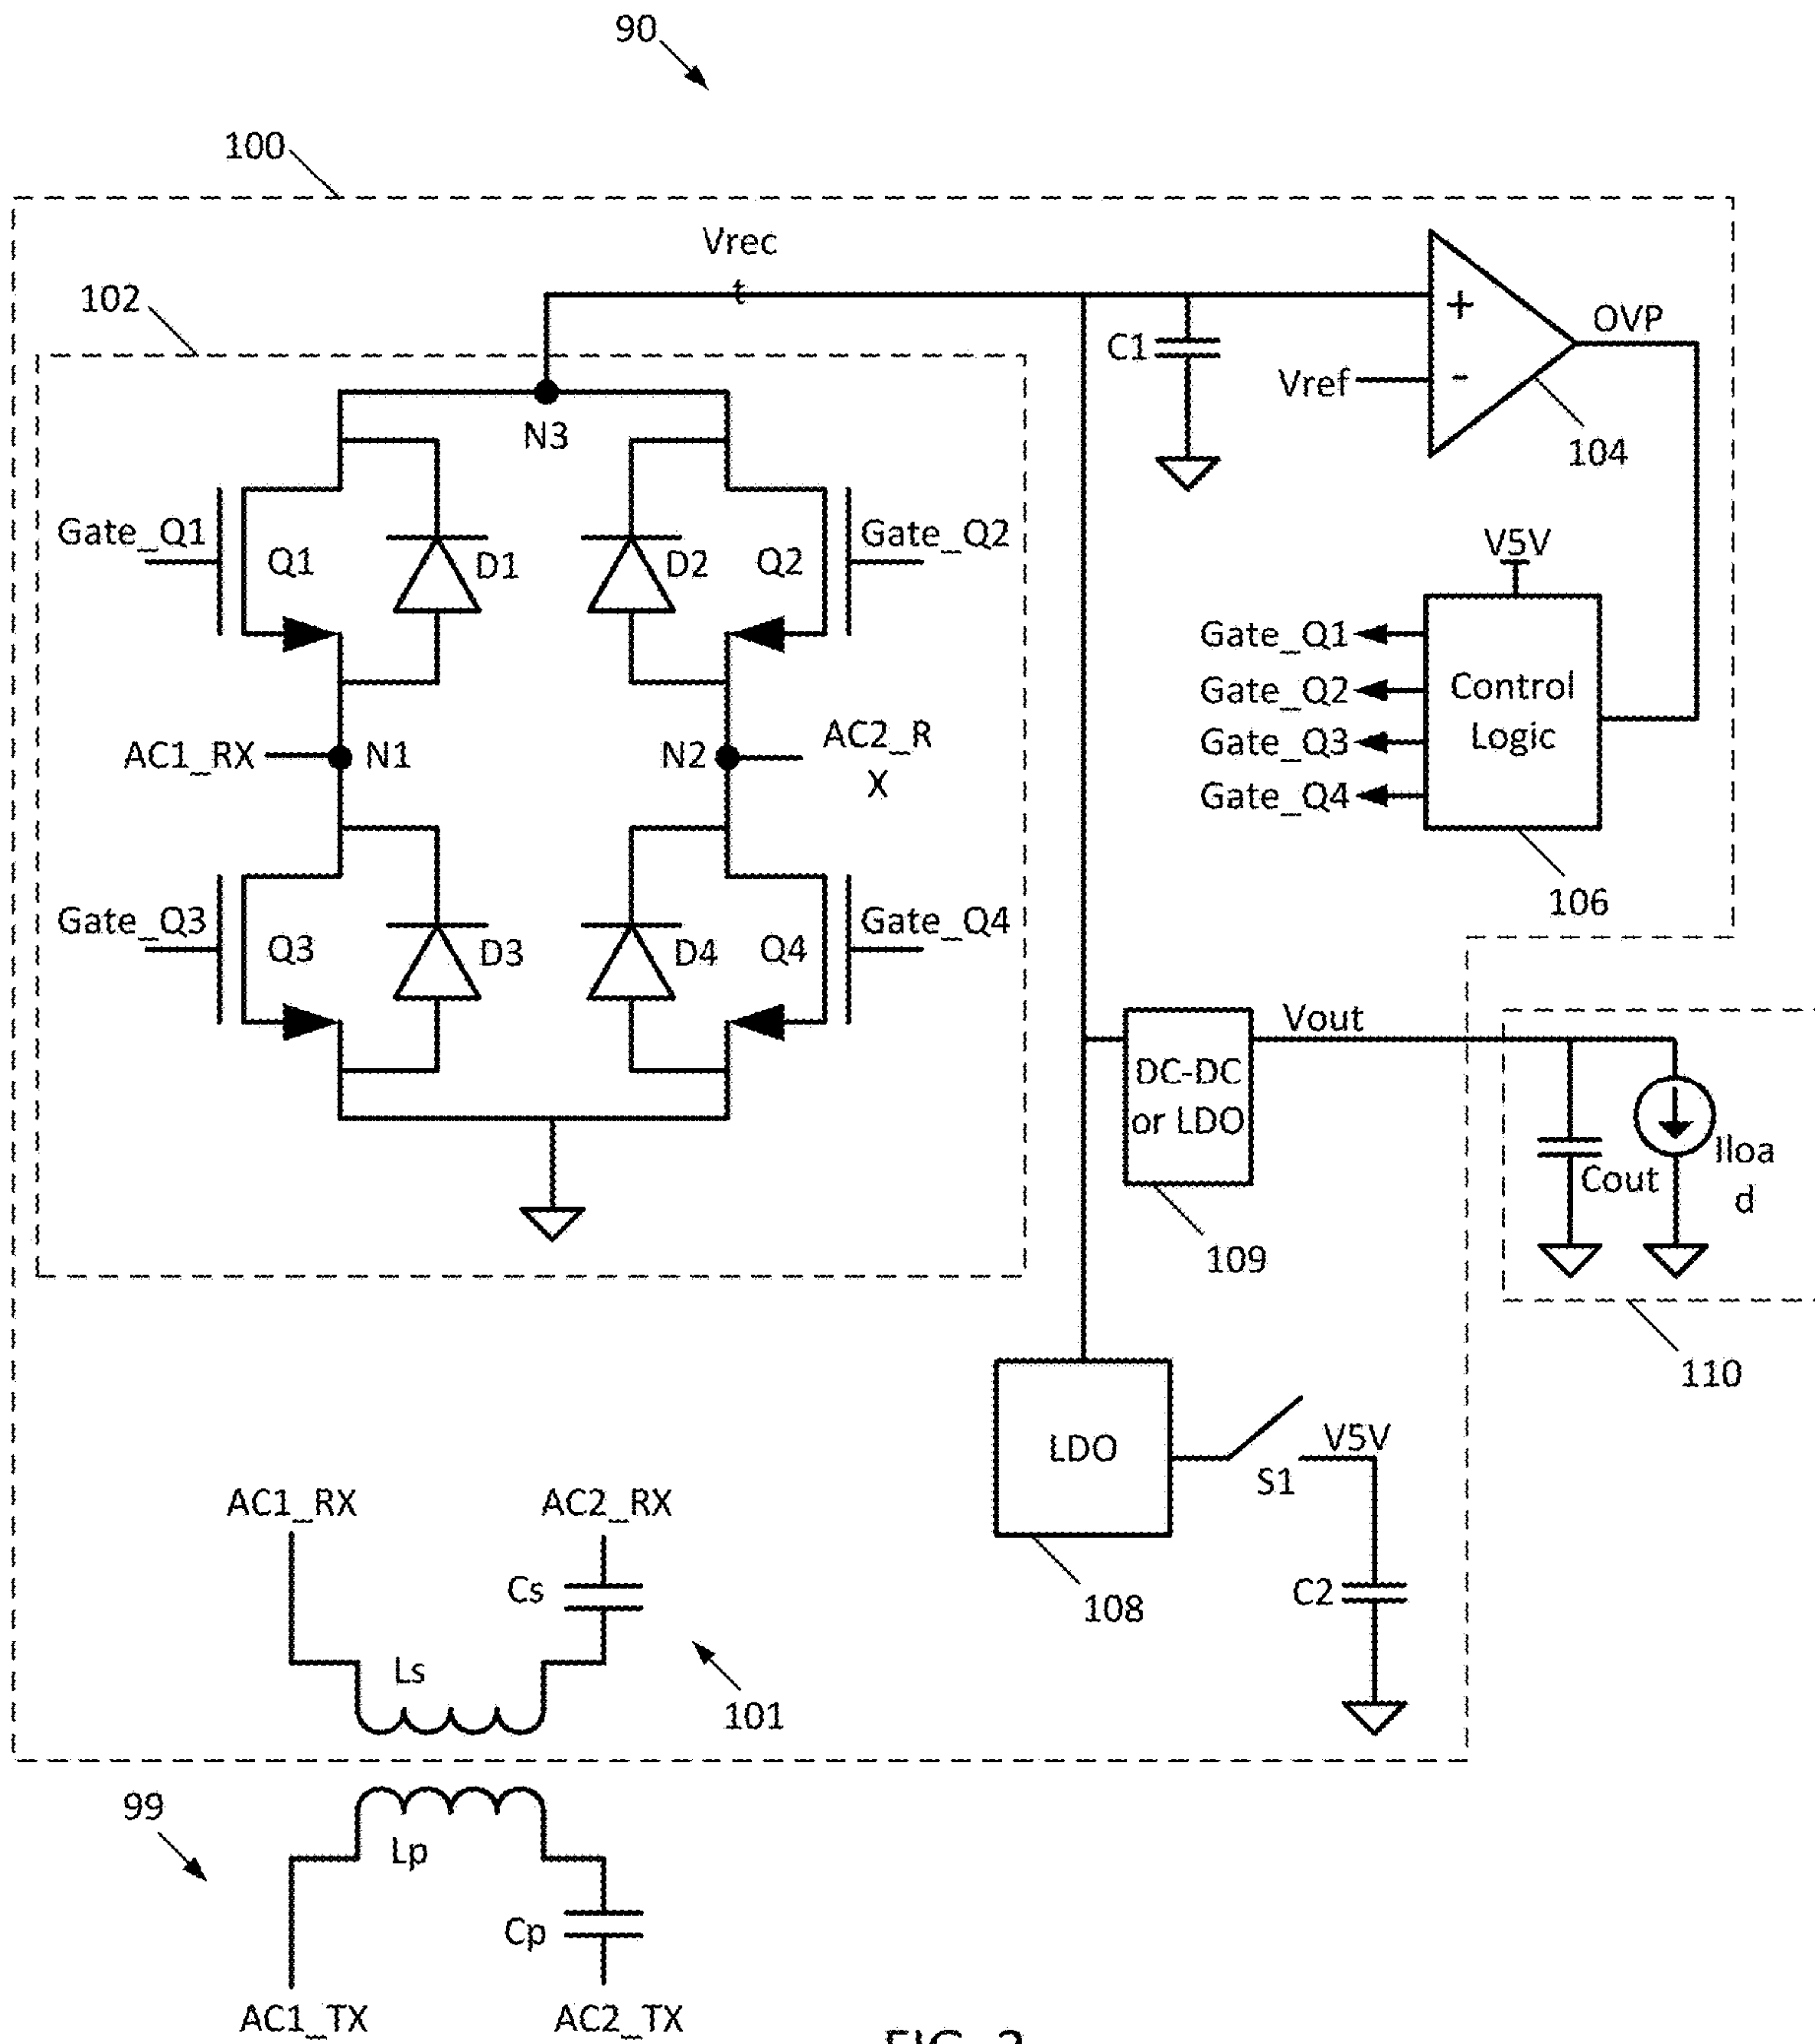 90
100
Vrec
t
102
+
OVP
C1
Vref
-
104
N3
Gate_Q1
Q1
D1
D2
Q2
Gate_Q2
V5V
Gate_Q1
Gate_Q2
Gate_Q3
Gate_Q4
Control
Logic
106
AC1_RX
N1
N2
AC2_R
X
Gate_Q3
Q3
D3
D4
Q4
Gate_Q4
Vout
DC-DC
or LDO
109
Cout
Iloa
d
110
LDO
S1
V5V
108
C2
AC1_RX
AC2_RX
Cs
Ls
101
99
Lp
Cp
AC1_TX
AC2_TX